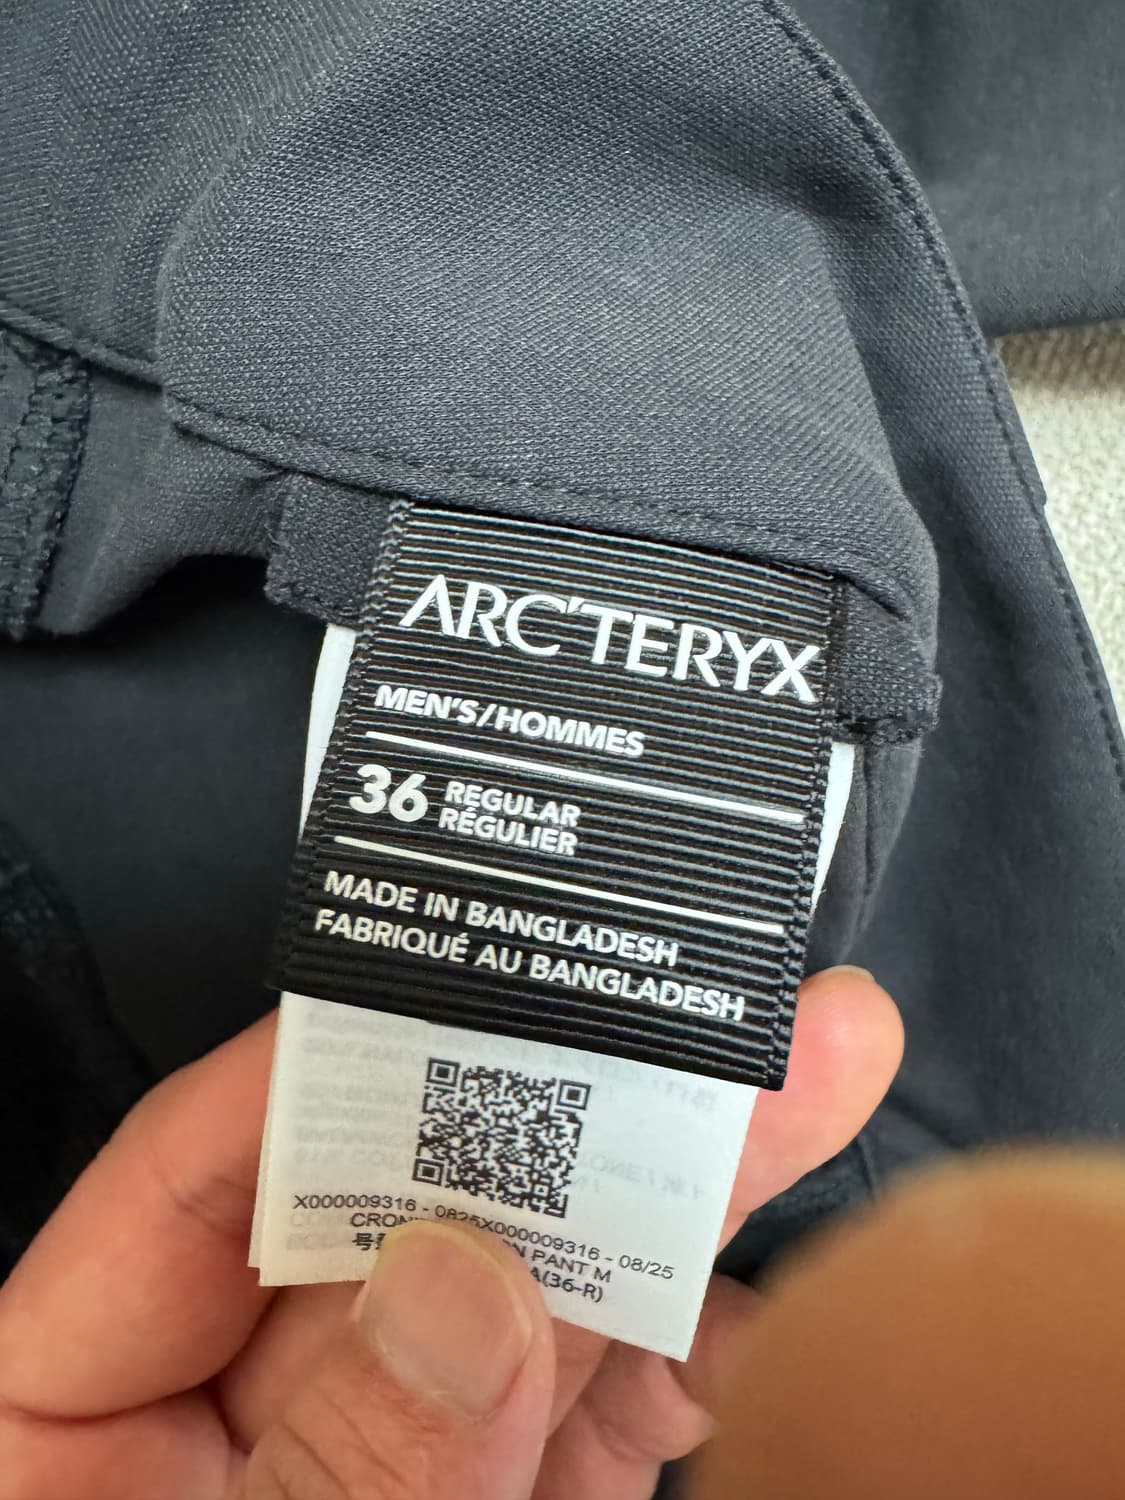 ARC'TERYX
MEN'S/HOMMES
36 REGULAR
RÉGULIER
MADE IN BANGLADESH
FABRIQUÉ AU BANGLADESH
X000009316 - 0825X000009316 - 08/25
PANT M
(36-R)